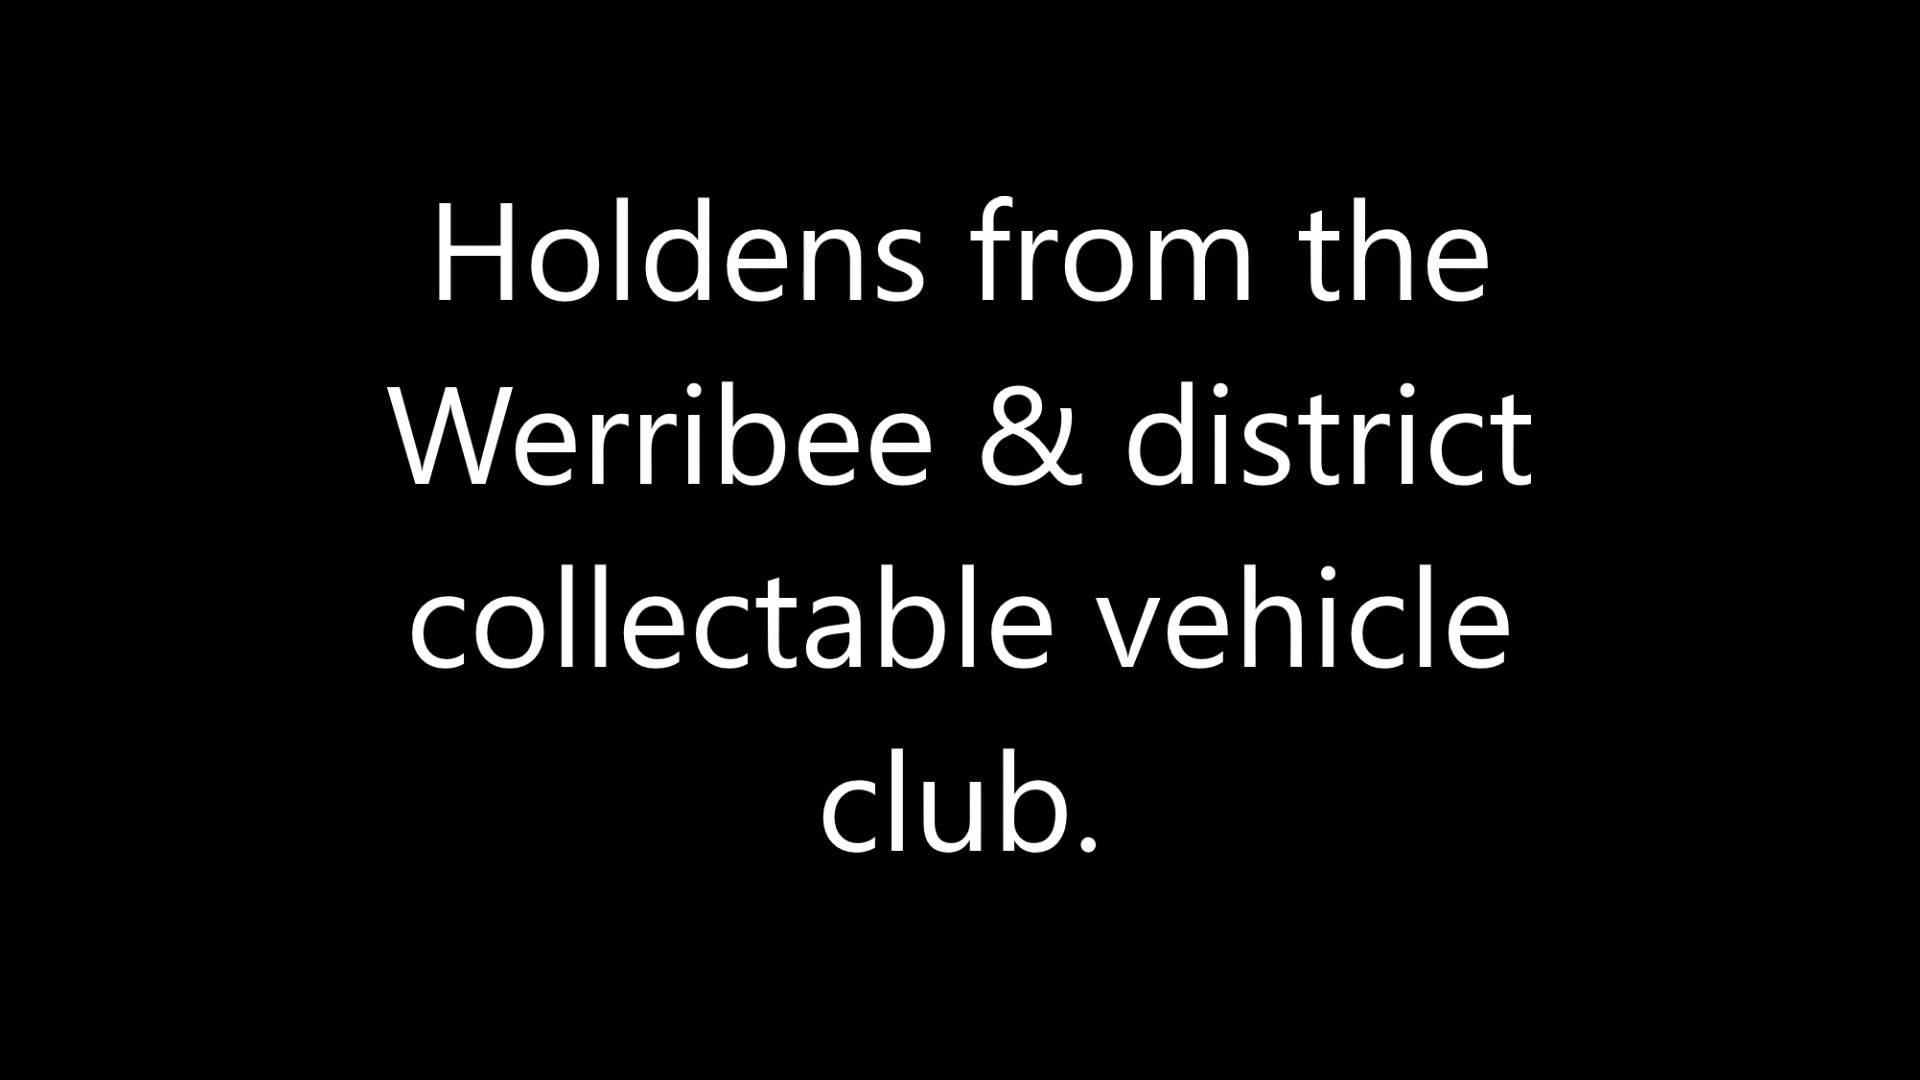 Holdens from the
Werribee & district
collectable vehicle
club.